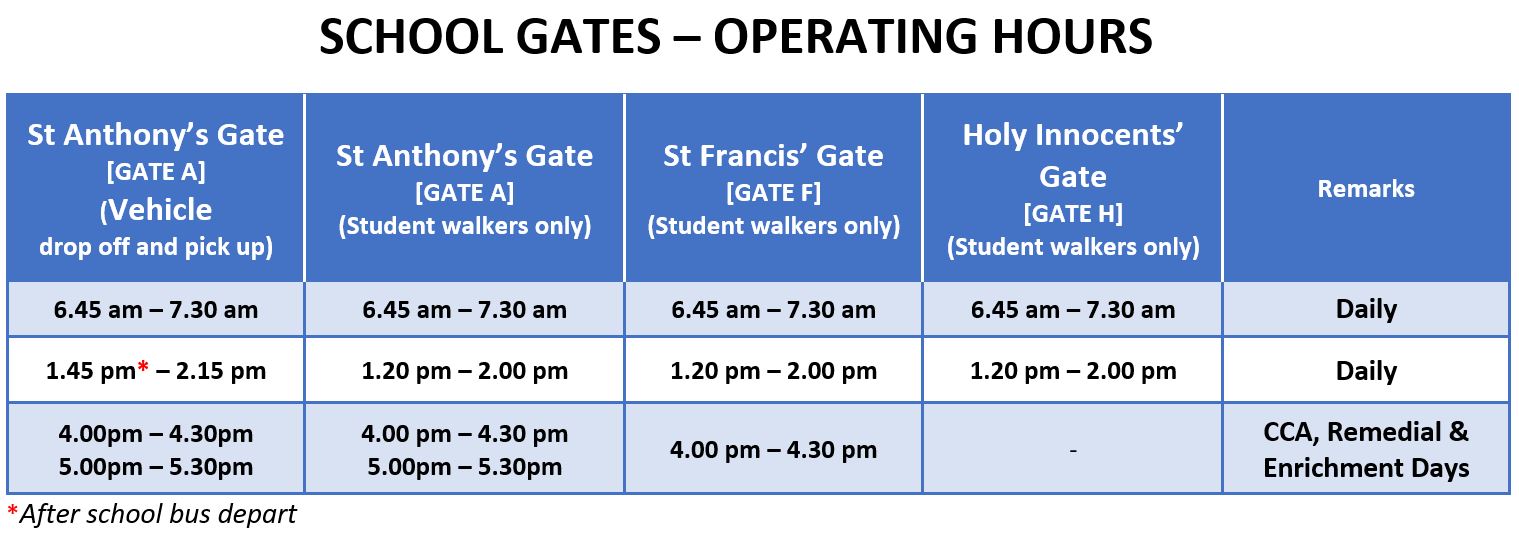 SCHOOL GATES – OPERATING HOURS
St Anthony’s Gate
[GATE A]
(Vehicle
drop off and pick up)
St Anthony’s Gate
[GATE A]
(Student walkers only)
St Francis’ Gate
[GATE F]
(Student walkers only)
Holy Innocents’
Gate
[GATE H]
(Student walkers only)
Remarks
6.45 am – 7.30 am
6.45 am – 7.30 am
6.45 am – 7.30 am
6.45 am – 7.30 am
Daily
1.45 pm* – 2.15 pm
1.20 pm – 2.00 pm
1.20 pm – 2.00 pm
1.20 pm – 2.00 pm
Daily
4.00pm – 4.30pm
5.00pm – 5.30pm
4.00 pm – 4.30 pm
5.00pm – 5.30pm
4.00 pm – 4.30 pm
-
CCA, Remedial &
Enrichment Days
*After school bus depart